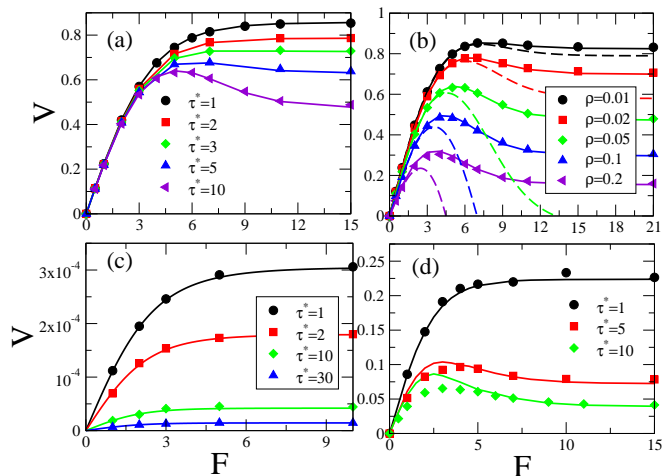 (a)
V
0.8
0.6
0.4
0.2
0.0
0 3 6 9 12 15
τ*=1
τ*=2
τ*=3
τ*=5
τ*=10
(b)
1
0.8
0.6
0.4
0.2
0
0 3 6 9 12 15 18 21
ρ=0.01
ρ=0.02
ρ=0.05
ρ=0.1
ρ=0.2
(c)
V
3x10⁻⁴
2x10⁻⁴
1x10⁻⁴
0 3 6 9
F
τ*=1
τ*=2
τ*=10
τ*=30
(d)
0.25
0.2
0.15
0.1
0.05
0
0 5 10 15
F
τ*=1
τ*=5
τ*=10